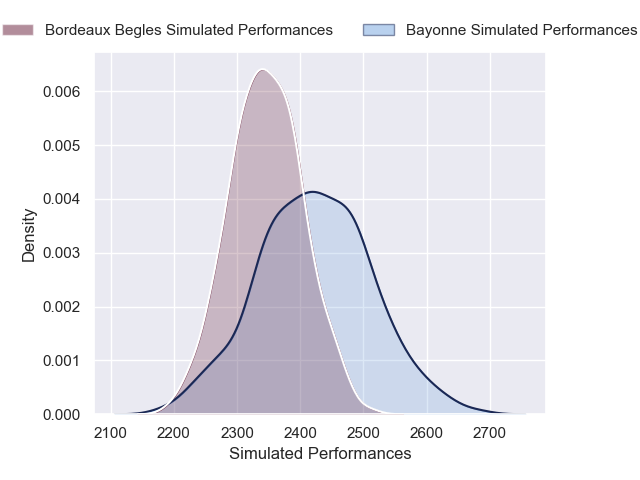 Bordeaux Begles Simulated Performances Bayonne Simulated Performances
0.006
0.005
0.004
0.003
0.002
0.001
0.000
Density
2100 2200 2300 2400 2500 2600 2700
Simulated Performances